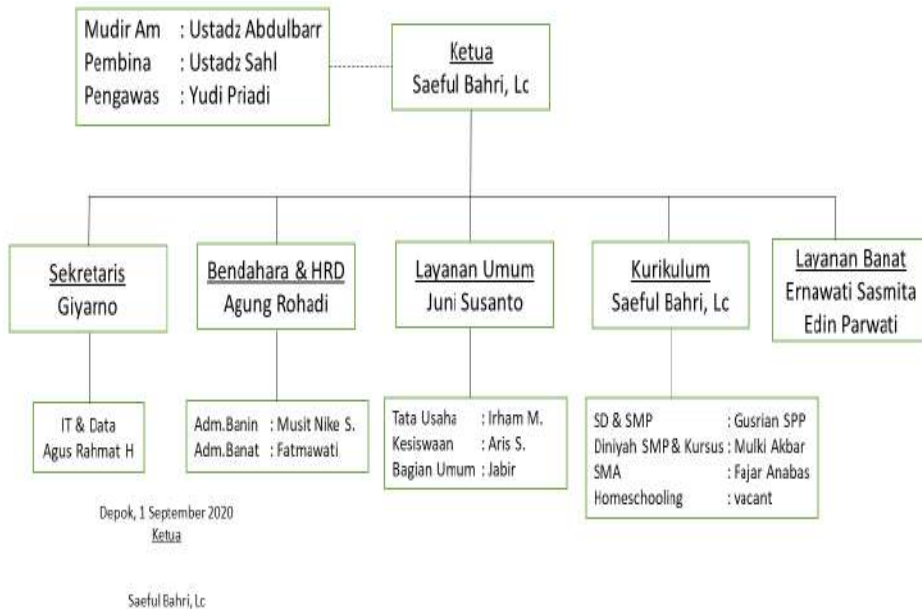 Mudir Am : Ustadz Abdulbarr
Pembina : Ustadz Sahl
Pengawas : Yudi Priadi
Ketua
Saeful Bahri, Lc
Sekretaris
Giyarno
Bendahara & HRD
Agung Rohadi
Layanan Umum
Juni Susanto
Kurikulum
Saeful Bahri, Lc
Layanan Banat
Ernawati Sasmita
Edin Parwati
IT & Data
Agus Rahmat H
Adm.Banin : Musit Nike S.
Adm.Banat : Fatmawati
Tata Usaha : Irham M.
Kesiswaan : Aris S.
Bagian Umum : Jabir
SD & SMP : Gusrian SPP
Diniyah SMP & Kursus : Mulki Akbar
SMA : Fajar Anabas
Homeschooling : vacant
Depok, 1 September 2020
Ketua
Saeful Bahri, Lc